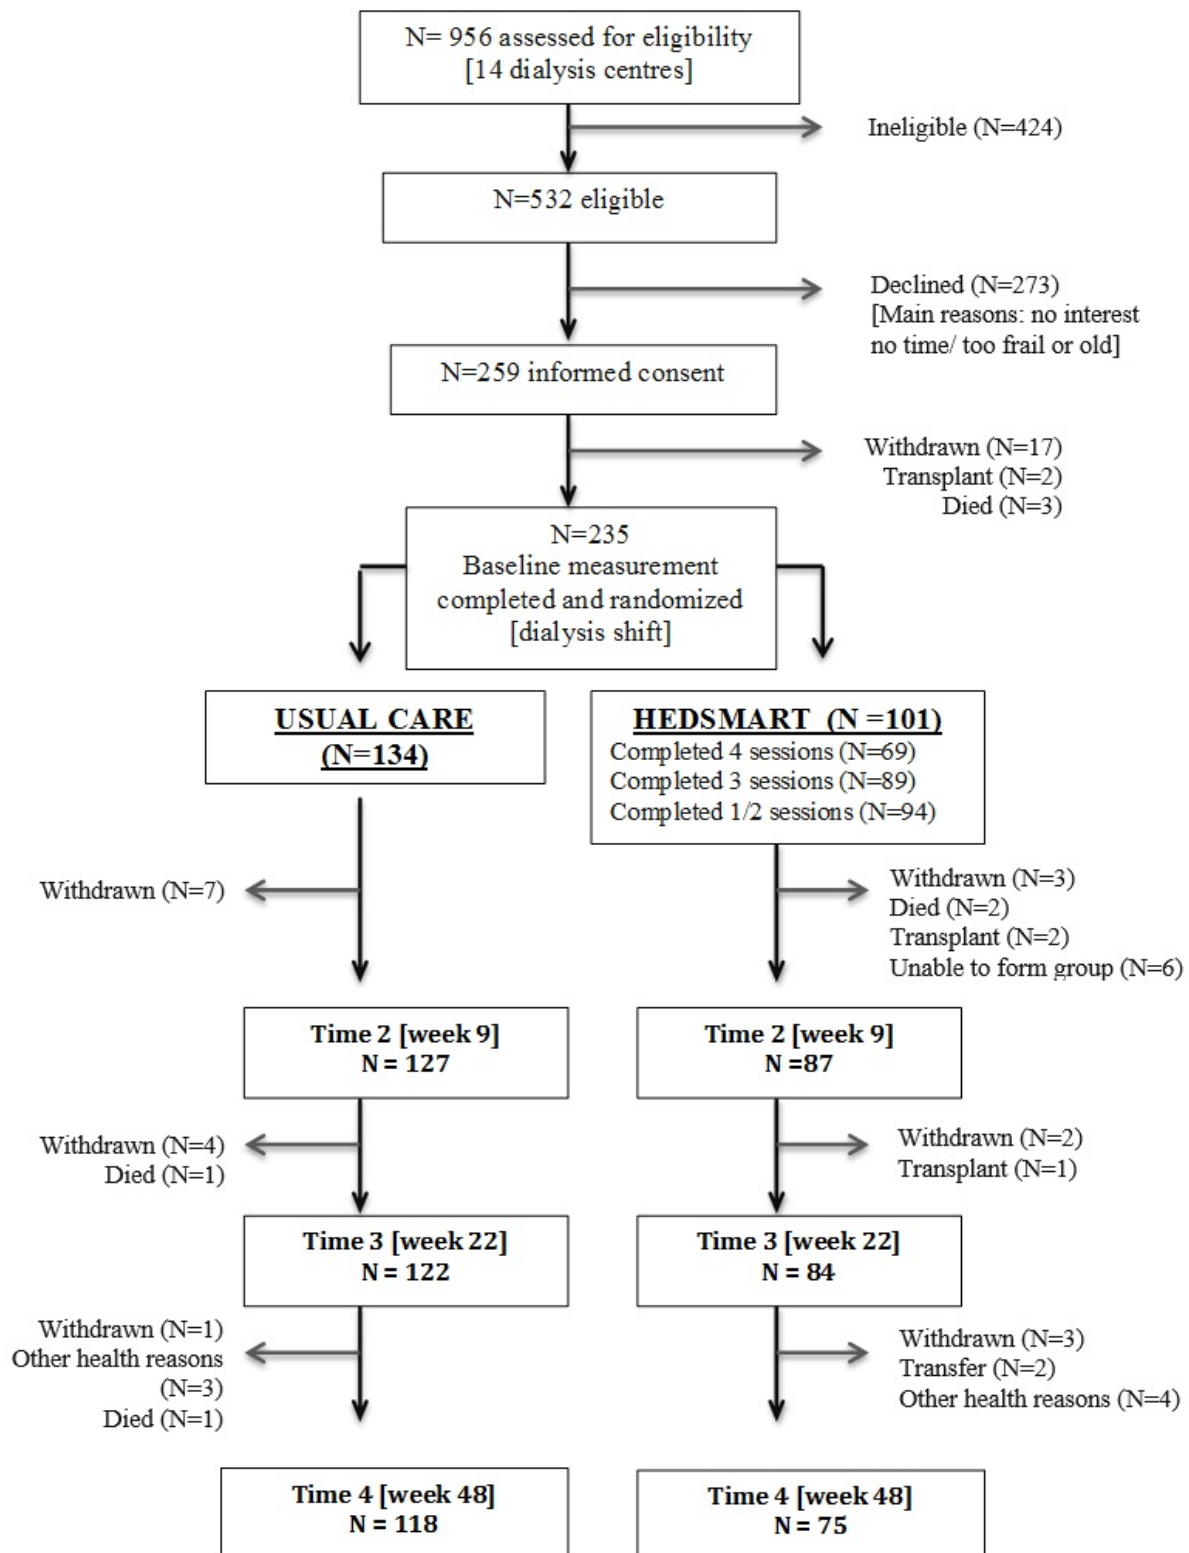 N= 956 assessed for eligibility
[14 dialysis centres]
Ineligible (N=424)
N=532 eligible
Declined (N=273)
[Main reasons: no interest
no time/ too frail or old]
N=259 informed consent
Withdrawn (N=17)
Transplant (N=2)
Died (N=3)
N=235
Baseline measurement
completed and randomized
[dialysis shift]
USUAL CARE
(N=134)
HEDSMART (N =101)
Completed 4 sessions (N=69)
Completed 3 sessions (N=89)
Completed 1/2 sessions (N=94)
Withdrawn (N=7)
Withdrawn (N=3)
Died (N=2)
Transplant (N=2)
Unable to form group (N=6)
Time 2 [week 9]
N = 127
Time 2 [week 9]
N =87
Withdrawn (N=4)
Died (N=1)
Withdrawn (N=2)
Transplant (N=1)
Time 3 [week 22]
N = 122
Time 3 [week 22]
N = 84
Withdrawn (N=1)
Other health reasons
(N=3)
Died (N=1)
Withdrawn (N=3)
Transfer (N=2)
Other health reasons (N=4)
Time 4 [week 48]
N = 118
Time 4 [week 48]
N = 75